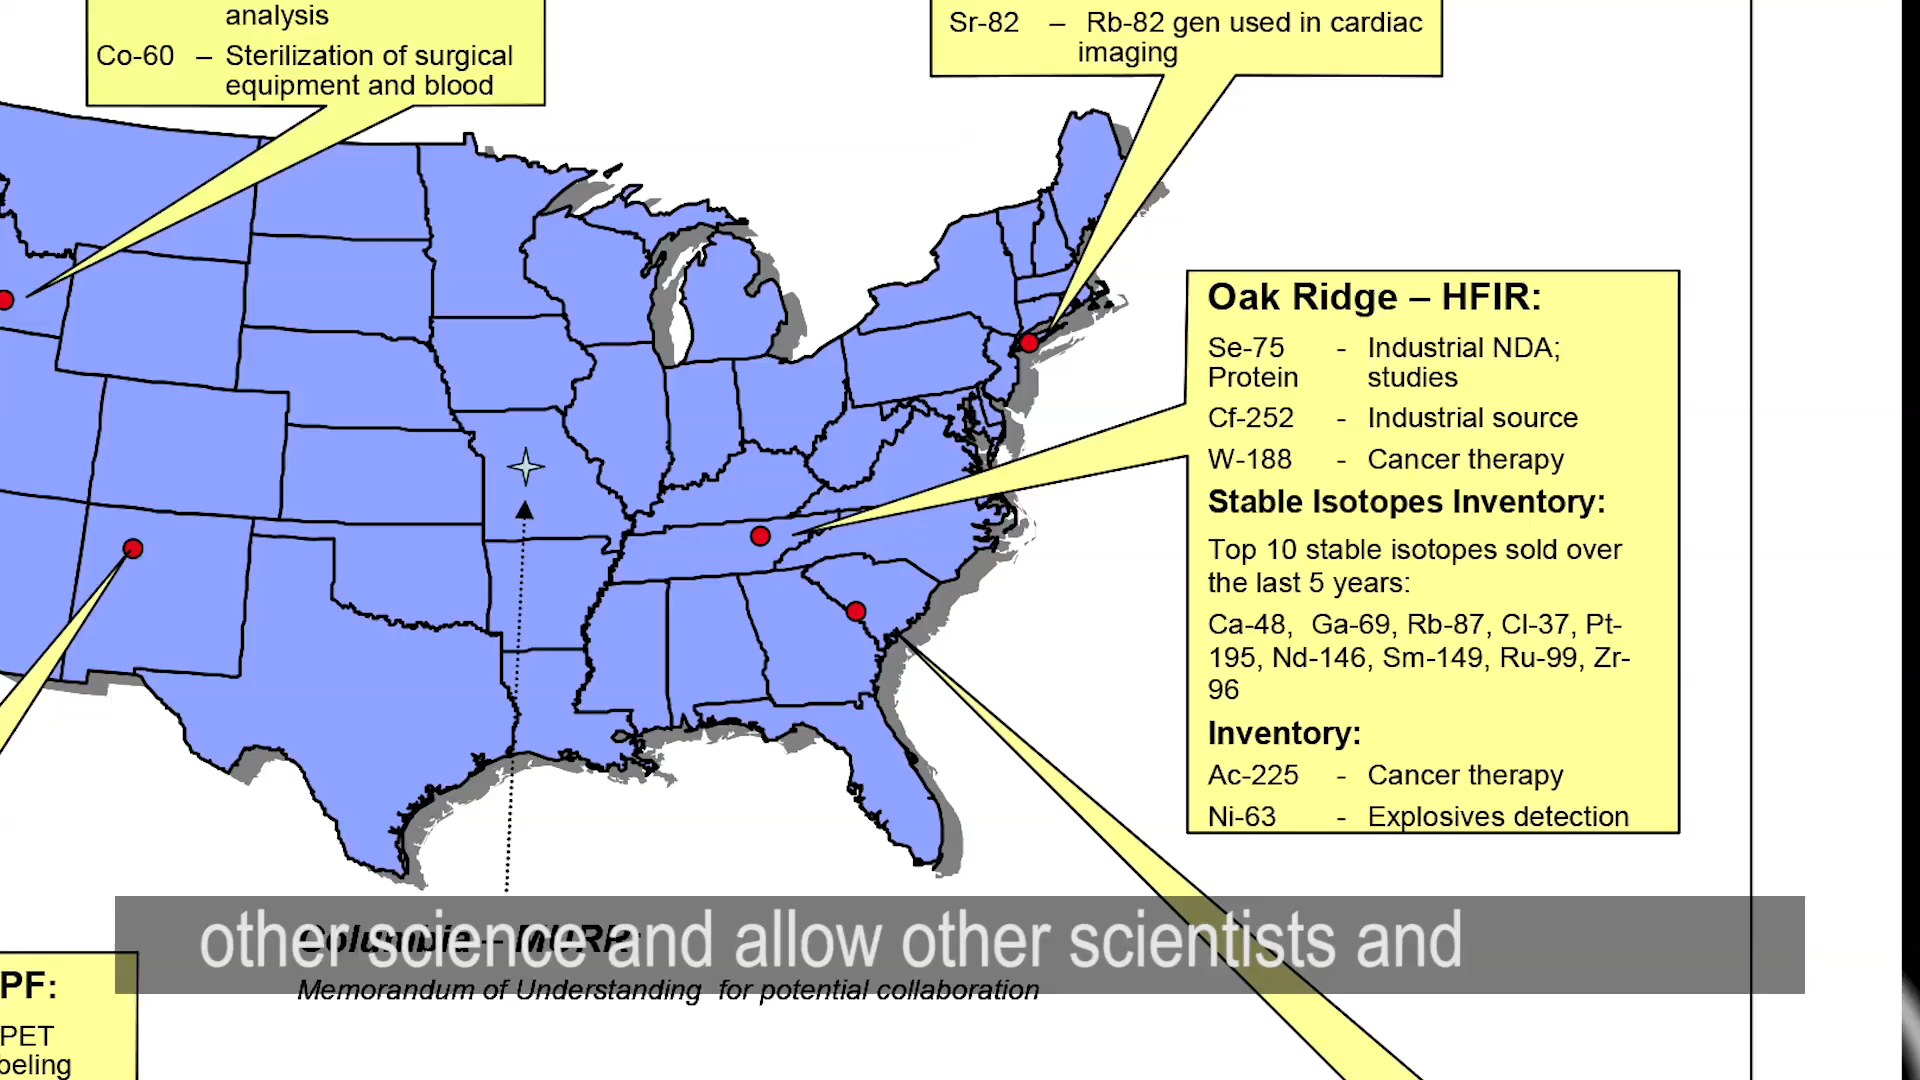 analysis
Co-60 – Sterilization of surgical
equipment and blood
Sr-82 – Rb-82 gen used in cardiac
imaging
Oak Ridge – HFIR:
Se-75 - Industrial NDA;
Protein studies
Cf-252 - Industrial source
W-188 - Cancer therapy
Stable Isotopes Inventory:
Top 10 stable isotopes sold over
the last 5 years:
Ca-48, Ga-69, Rb-87, Cl-37, Pt-
195, Nd-146, Sm-149, Ru-99, Zr-
96
Inventory:
Ac-225 - Cancer therapy
Ni-63 - Explosives detection
Columbia – MURR:
other science and allow other scientists and
Memorandum of Understanding for potential collaboration
PF:
PET
beling